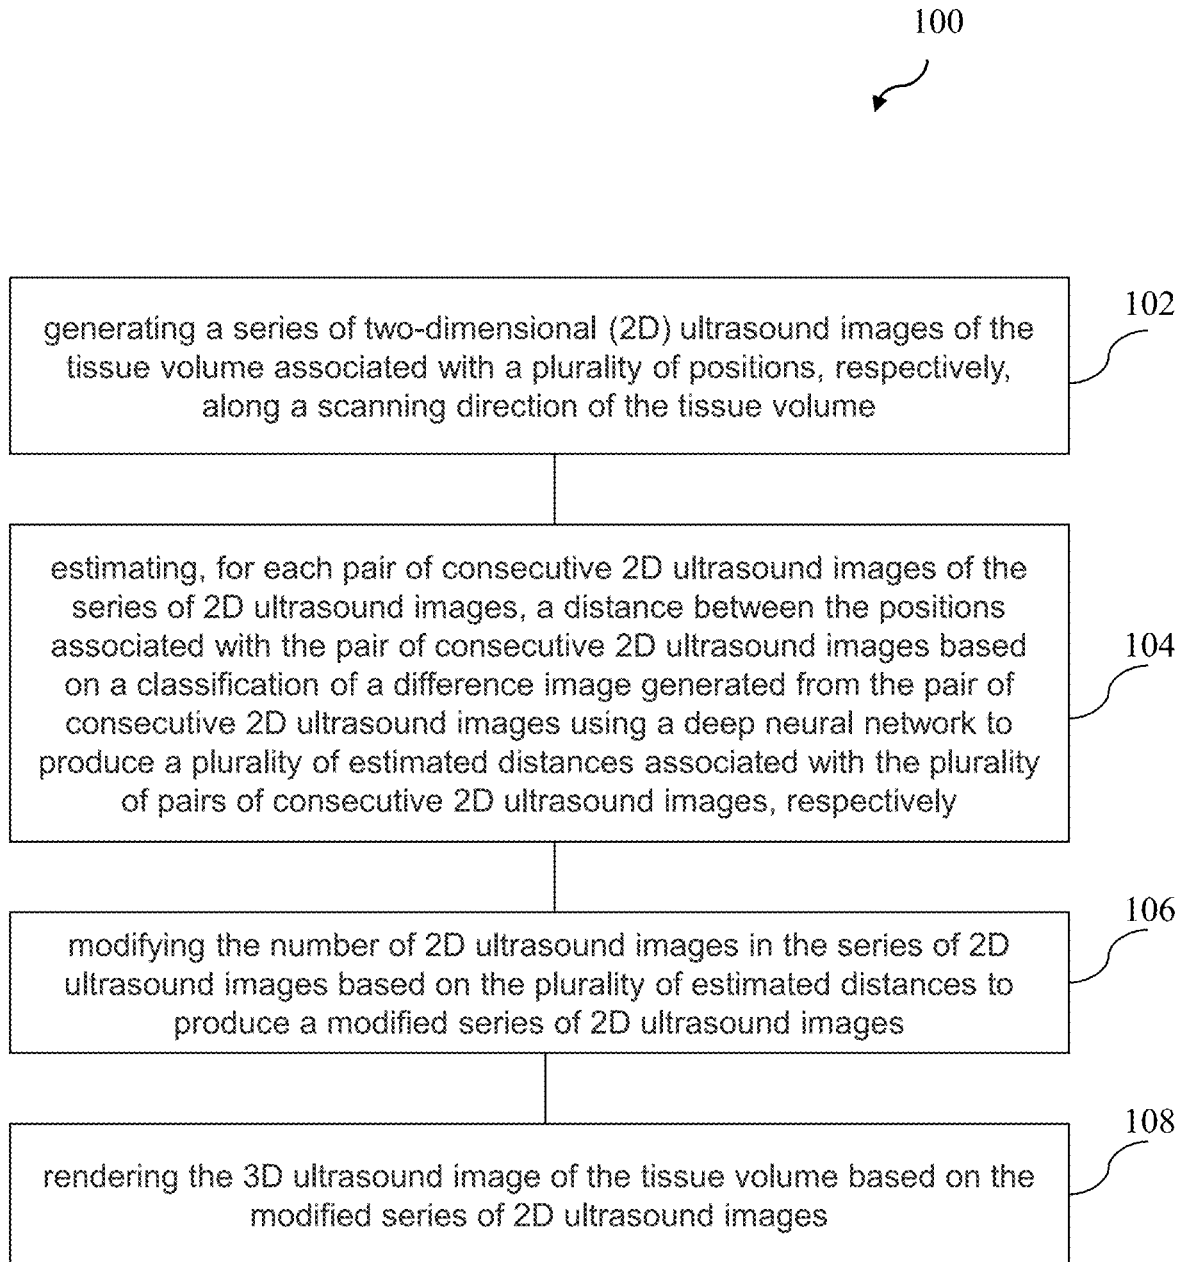 100
generating a series of two-dimensional (2D) ultrasound images of the
tissue volume associated with a plurality of positions, respectively,
along a scanning direction of the tissue volume
102
estimating, for each pair of consecutive 2D ultrasound images of the
series of 2D ultrasound images, a distance between the positions
associated with the pair of consecutive 2D ultrasound images based
on a classification of a difference image generated from the pair of
consecutive 2D ultrasound images using a deep neural network to
produce a plurality of estimated distances associated with the plurality
of pairs of consecutive 2D ultrasound images, respectively
104
modifying the number of 2D ultrasound images in the series of 2D
ultrasound images based on the plurality of estimated distances to
produce a modified series of 2D ultrasound images
106
rendering the 3D ultrasound image of the tissue volume based on the
modified series of 2D ultrasound images
108